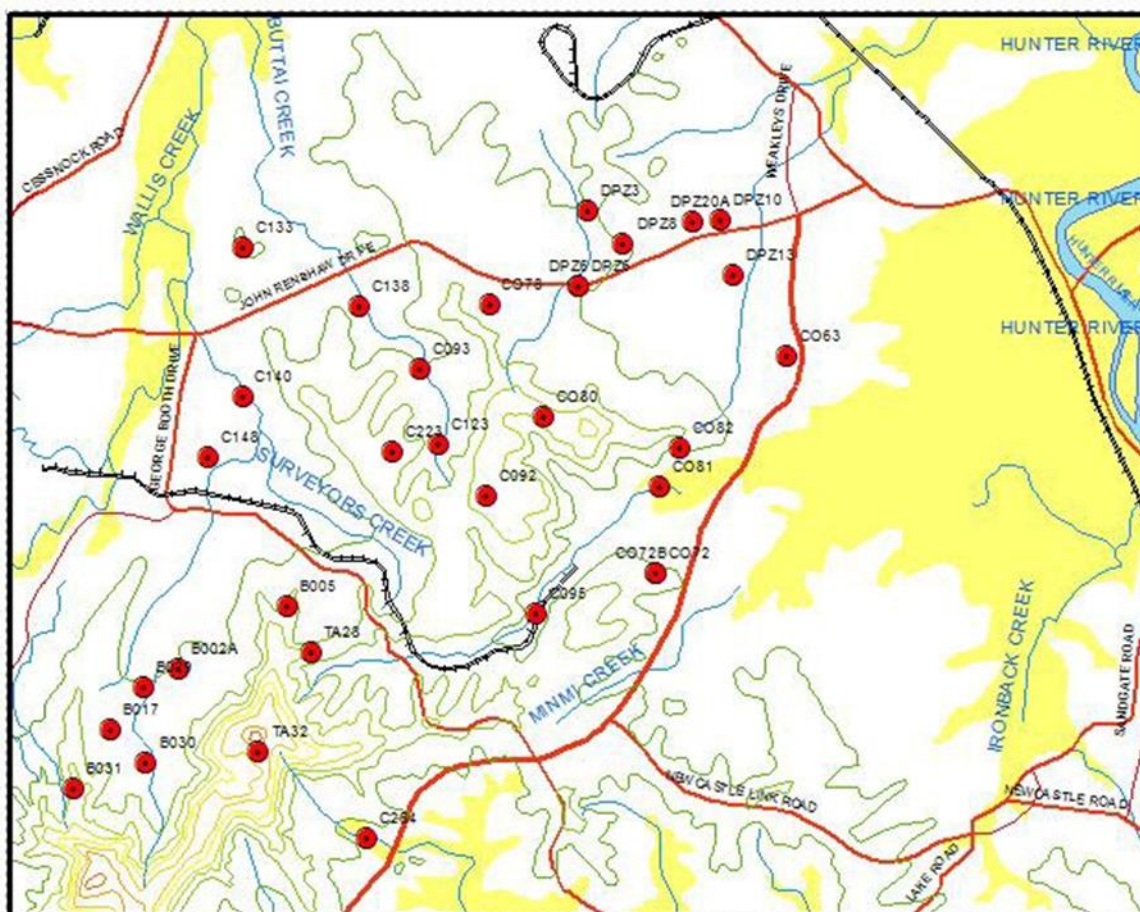 BUTTAI CREEK
HUNTER RIVER
WEAKLEYS DRIVE
CESSNOCK ROAD
WALLIS CREEK
DPZ3
DPZ20A
DPZ10
HUNTER RIVER
DPZ8
C133
JOHN RENSHAW DRIVE
DPZ13
C138
CO78
HUNTER RIVER
CO63
C093
GEORGE BOOTH DRIVE
C140
CO80
C148
C223
C123
CO82
SURVEYORS CREEK
C092
CO81
CO72B
CO72
B005
C095
TA28
B002A
IRONBACK CREEK
SANDGATE ROAD
MINMI CREEK
B017
TA32
B030
B031
NEWCASTLE LINK ROAD
NEWCASTLE ROAD
LAKE ROAD